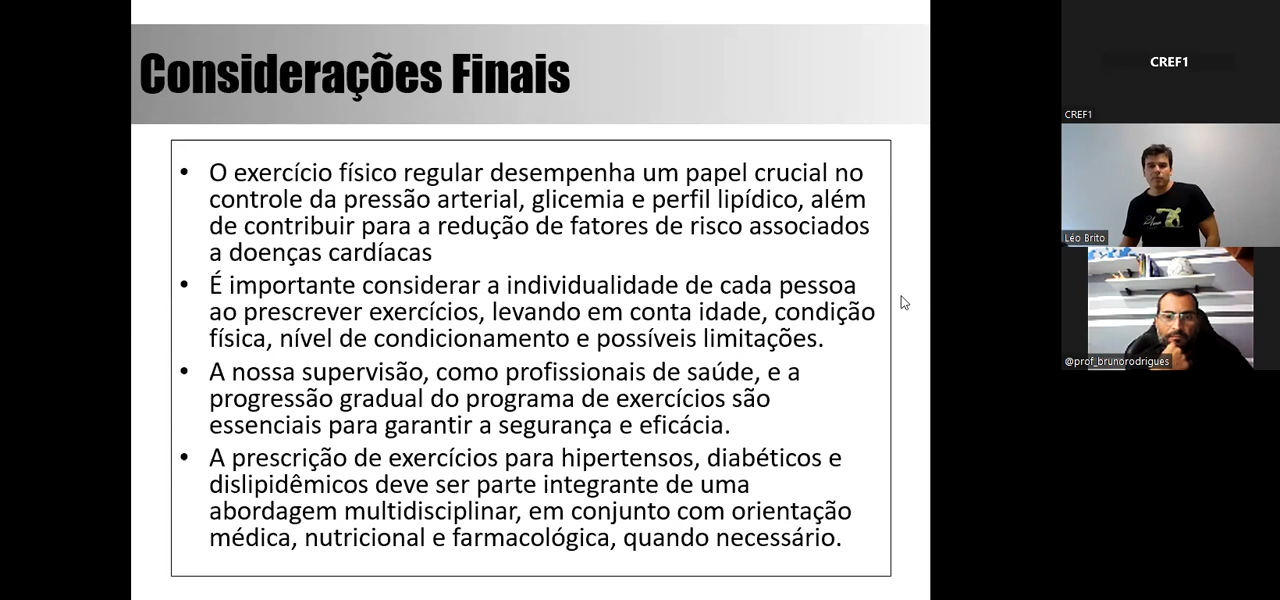 Considerações Finais
• O exercício físico regular desempenha um papel crucial no
controle da pressão arterial, glicemia e perfil lipídico, além
de contribuir para a redução de fatores de risco associados
a doenças cardíacas
• É importante considerar a individualidade de cada pessoa
ao prescrever exercícios, levando em conta idade, condição
física, nível de condicionamento e possíveis limitações.
• A nossa supervisão, como profissionais de saúde, e a
progressão gradual do programa de exercícios são
essenciais para garantir a segurança e eficácia.
• A prescrição de exercícios para hipertensos, diabéticos e
dislipidêmicos deve ser parte integrante de uma
abordagem multidisciplinar, em conjunto com orientação
médica, nutricional e farmacológica, quando necessário.
CREF1
CREF1
Léo Brito
@prof_brunorodrigues